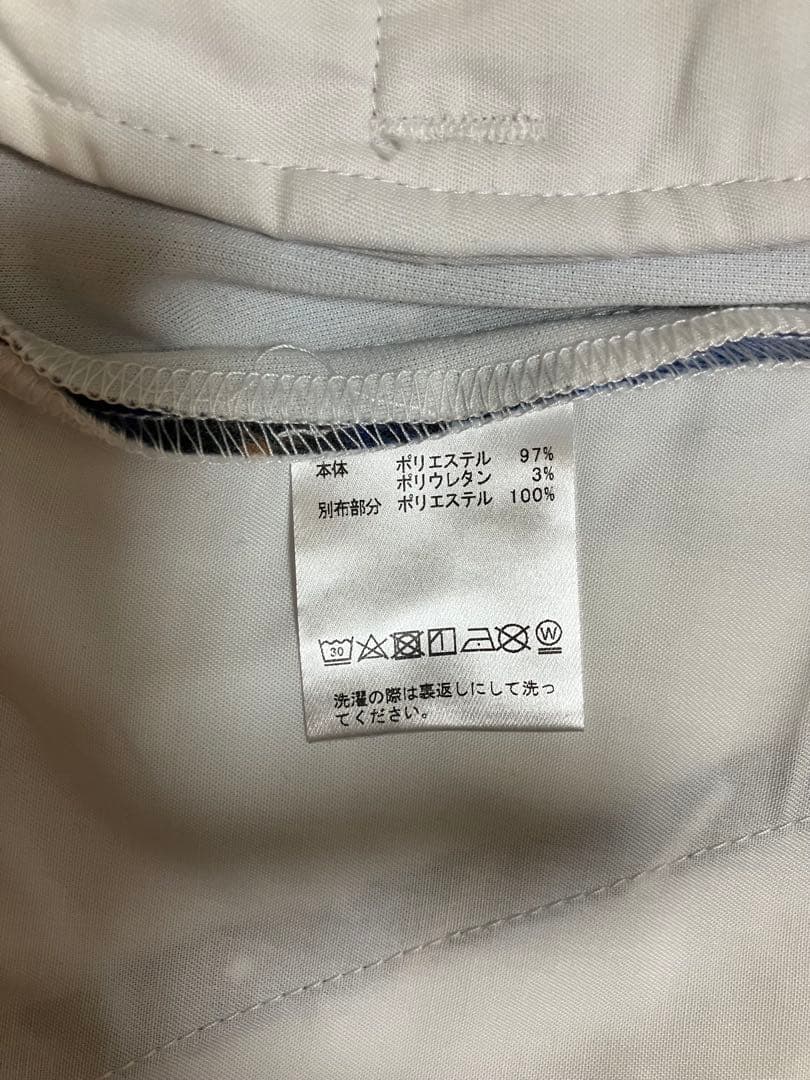 本体 ポリエステル 97%
ポリウレタン 3%
別布部分 ポリエステル 100%
30 W
洗濯の際は裏返しにして洗っ
てください。